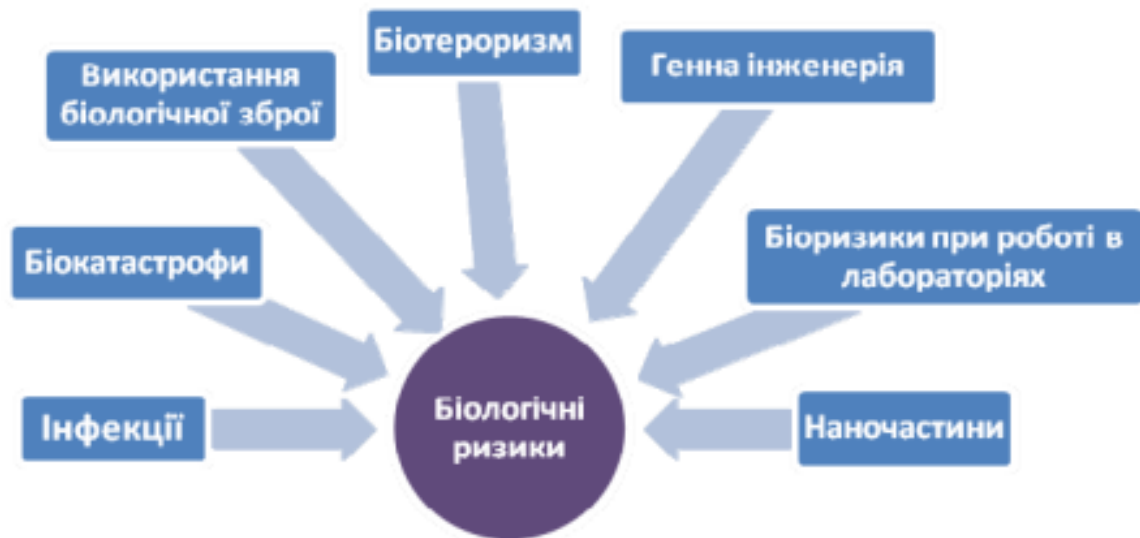 Біотероризм
Використання
біологічної зброї
Генна інженерія
Біокатастрофи
Біоризики при роботі в
лабораторіях
Інфекції
Біологічні
ризики
Наночастини